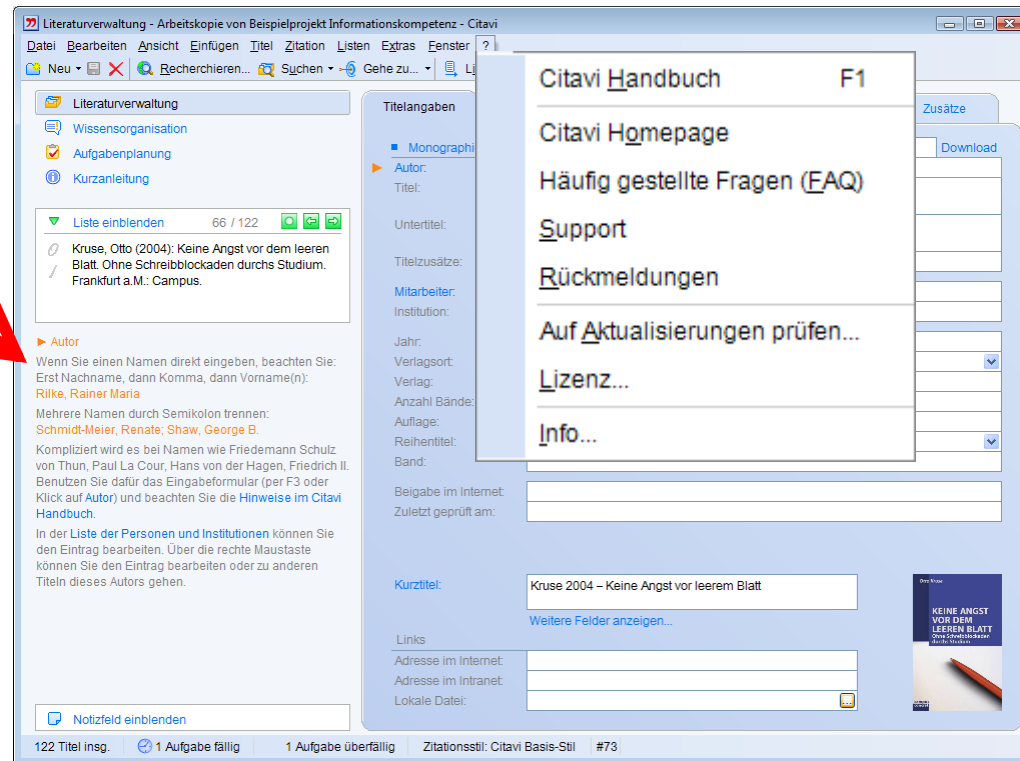 Literaturverwaltung - Arbeitskopie von Beispielprojekt Informationskompetenz - Citavi
Datei Bearbeiten Ansicht Einfügen Titel Zitation Listen Extras Fenster ?
Neu Recherchieren... Suchen Gehe zu...
Citavi Handbuch F1
Citavi Homepage
Häufig gestellte Fragen (FAQ)
Support
Rückmeldungen
Auf Aktualisierungen prüfen...
Lizenz...
Info...
Literaturverwaltung
Wissensorganisation
Aufgabenplanung
Kurzanleitung
Liste einblenden 66 / 122
Kruse, Otto (2004): Keine Angst vor dem leeren
Blatt. Ohne Schreibblockaden durchs Studium.
Frankfurt a.M.: Campus.
Autor
Wenn Sie einen Namen direkt eingeben, beachten Sie:
Erst Nachname, dann Komma, dann Vorname(n):
Rilke, Rainer Maria
Mehrere Namen durch Semikolon trennen:
Schmidt-Meier, Renate; Shaw, George B.
Kompliziert wird es bei Namen wie Friedemann Schulz
von Thun, Paul La Cour, Hans von der Hagen, Friedrich II.
Benutzen Sie dafür das Eingabeformular (per F3 oder
Klick auf Autor) und beachten Sie die Hinweise im Citavi
Handbuch.
In der Liste der Personen und Institutionen können Sie
den Eintrag bearbeiten. Über die rechte Maustaste
können Sie den Eintrag bearbeiten oder zu anderen
Titeln dieses Autors gehen.
Notizfeld einblenden
Titelangaben
Zusätze
Download
Autor:
Titel:
Untertitel:
Titelzusätze:
Mitarbeiter:
Institution:
Jahr:
Verlagsort:
Verlag:
Anzahl Bände:
Auflage:
Reihentitel:
Band:
Beigabe im Internet:
Zuletzt geprüft am:
Kurztitel: Kruse 2004 – Keine Angst vor leerem Blatt
Weitere Felder anzeigen...
Links
Adresse im Internet:
Adresse im Intranet:
Lokale Datei:
Otto Kruse
KEINE ANGST
VOR DEM
LEEREN BLATT
Ohne Schreibblockaden
durchs Studium
122 Titel insg. 1 Aufgabe fällig 1 Aufgabe überfällig Zitationsstil: Citavi Basis-Stil #73